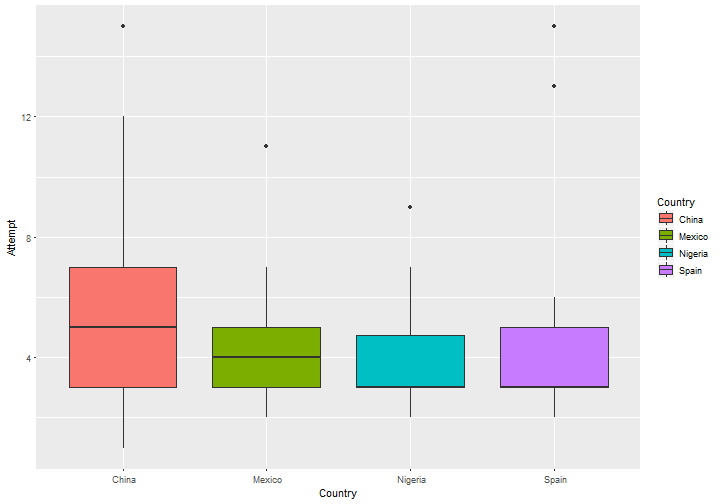 12
8
4
Attempt
China
Mexico
Nigeria
Spain
Country
Country
China
Mexico
Nigeria
Spain